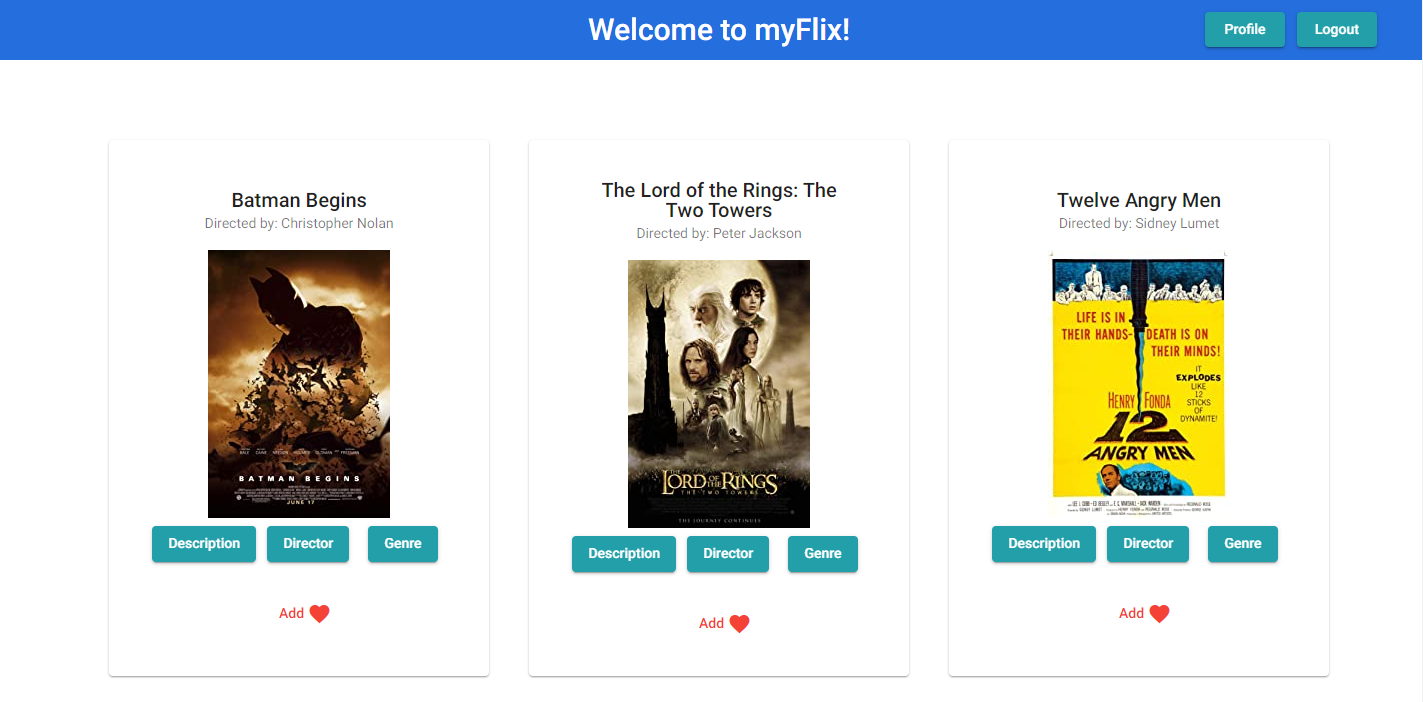 Welcome to myFlix!
Profile
Logout
Batman Begins
Directed by: Christopher Nolan
BATMAN BEGINS
JUNE 17
Description
Director
Genre
Add
The Lord of the Rings: The
Two Towers
Directed by: Peter Jackson
THE
LORD OF THE RINGS
THE TWO TOWERS
THE JOURNEY CONTINUES
Description
Director
Genre
Add
Twelve Angry Men
Directed by: Sidney Lumet
LIFE IS IN
THEIR HANDS- DEATH IS ON
THEIR MINDS!
IT
EXPLODES
LIKE
12
STICKS
OF
DYNAMITE!
HENRY FONDA
12
ANGRY MEN
Description
Director
Genre
Add